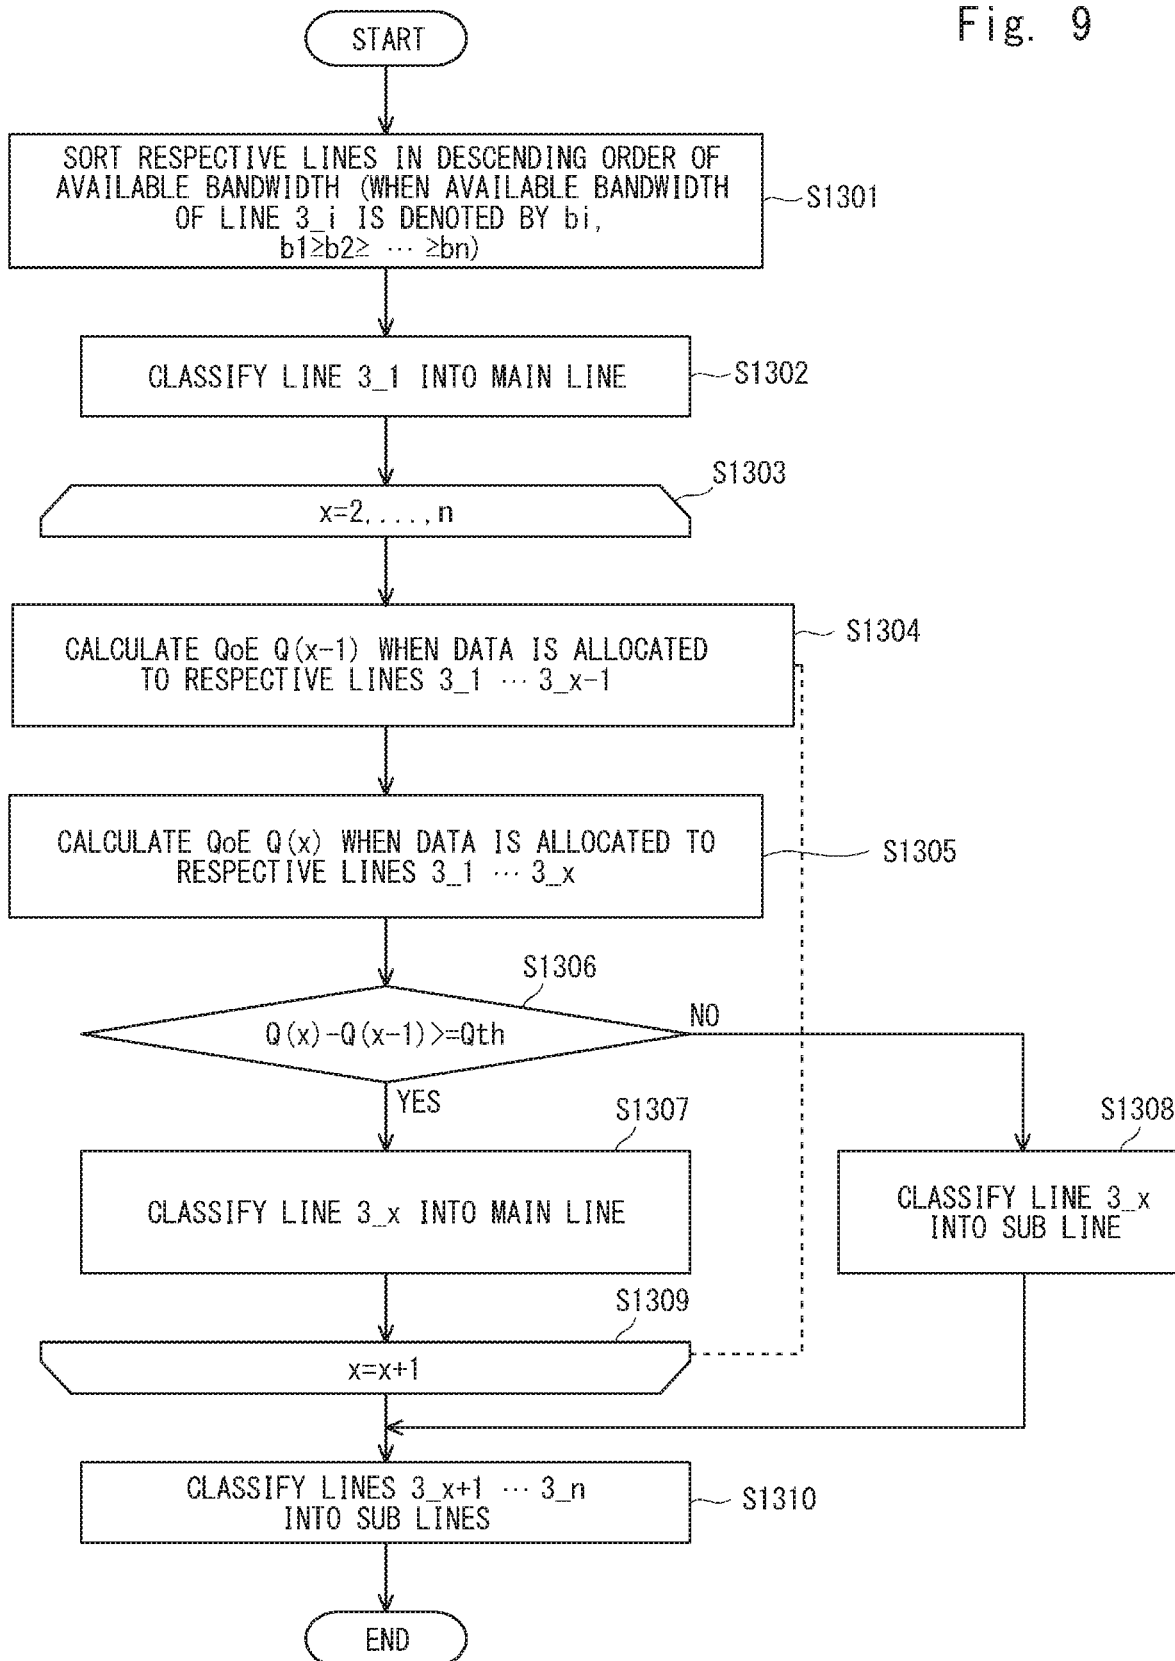 Fig. 9
START
SORT RESPECTIVE LINES IN DESCENDING ORDER OF
AVAILABLE BANDWIDTH (WHEN AVAILABLE BANDWIDTH
OF LINE 3_i IS DENOTED BY bi,
b1≥b2≥ ··· ≥bn)
S1301
CLASSIFY LINE 3_1 INTO MAIN LINE
S1302
S1303
x=2,...., n
CALCULATE QoE Q(x-1) WHEN DATA IS ALLOCATED
TO RESPECTIVE LINES 3_1 ··· 3_x-1
S1304
CALCULATE QoE Q(x) WHEN DATA IS ALLOCATED TO
RESPECTIVE LINES 3_1 ··· 3_x
S1305
S1306
Q(x)-Q(x-1)>=Qth
NO
YES
S1307
CLASSIFY LINE 3_x INTO MAIN LINE
S1308
CLASSIFY LINE 3_x
INTO SUB LINE
S1309
x=x+1
CLASSIFY LINES 3_x+1 ··· 3_n
INTO SUB LINES
S1310
END